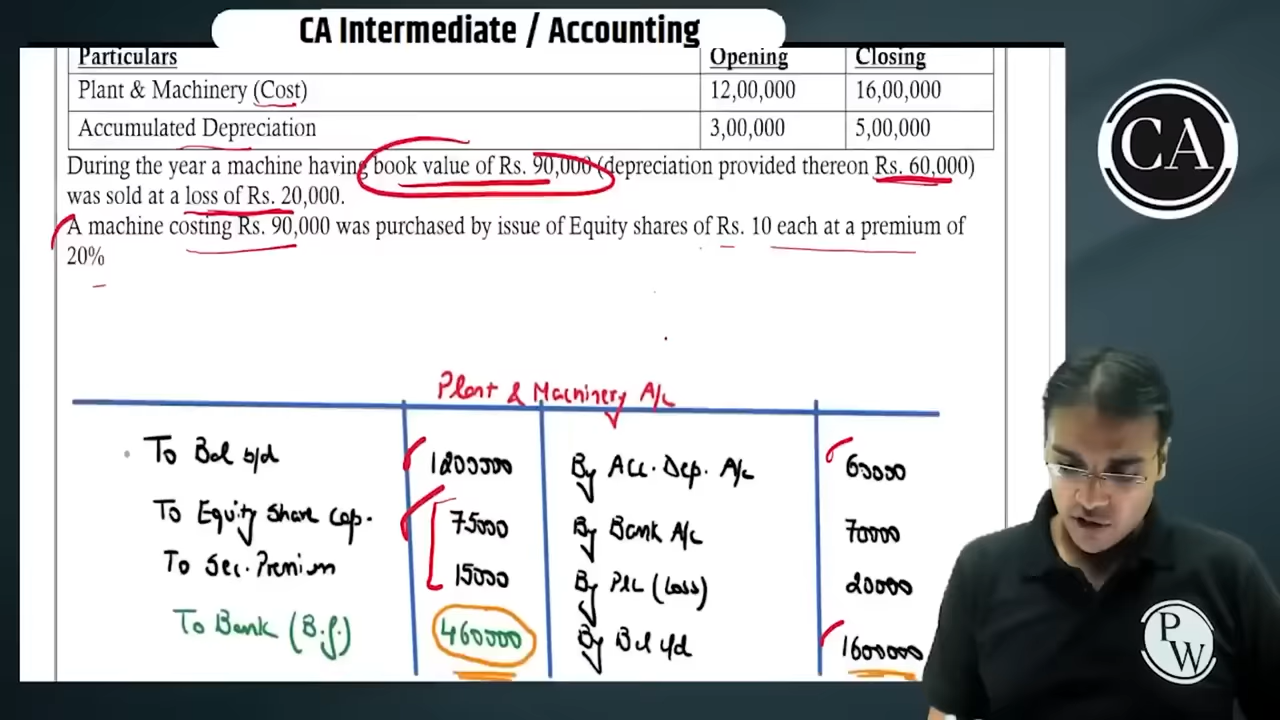 CA Intermediate / Accounting
Particulars Opening Closing
Plant & Machinery (Cost) 12,00,000 16,00,000
Accumulated Depreciation 3,00,000 5,00,000
During the year a machine having book value of Rs. 90,000 (depreciation provided thereon Rs. 60,000)
was sold at a loss of Rs. 20,000.
A machine costing Rs. 90,000 was purchased by issue of Equity shares of Rs. 10 each at a premium of
20%
CA
Plant & Machinery A/c
To Bal b/d 1200000 By Acc. Dep. A/c 60000
To Equity Share Cap. 75000 By Bank A/c 70000
To Sec. Premium 15000 By P&L (Loss) 20000
To Bank (B.f.) 460000 By Bal c/d 1600000
PW